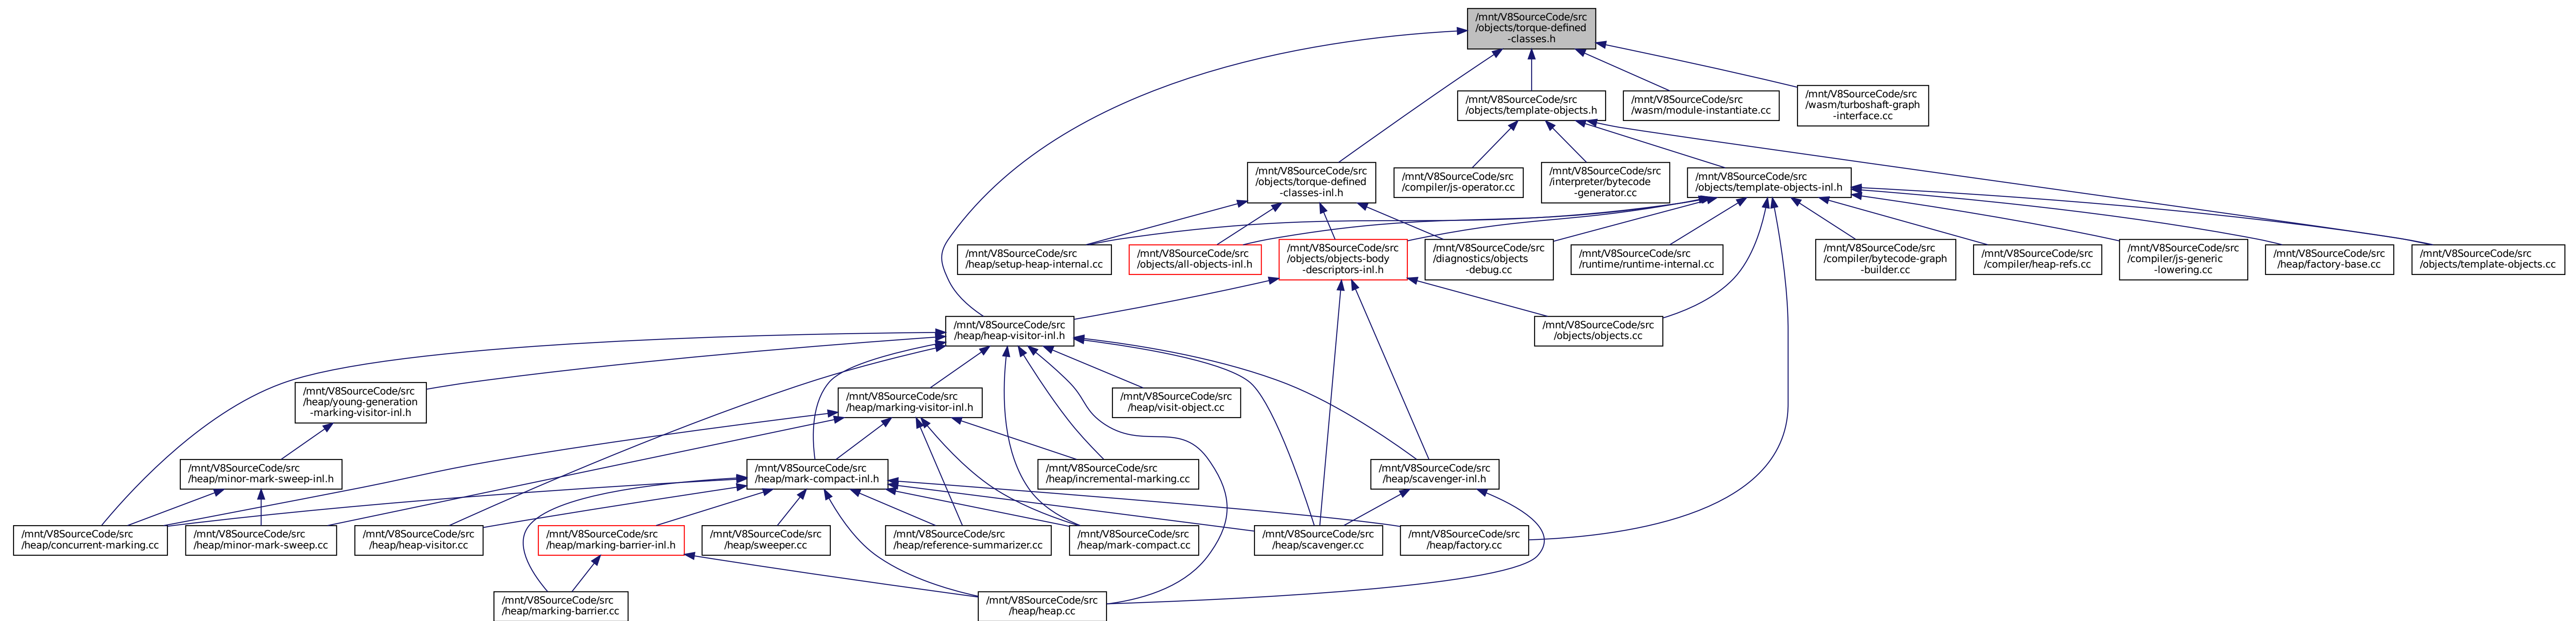 /mnt/V8SourceCode/src
/objects/torque-defined
-classes.h
/mnt/V8SourceCode/src
/objects/template-objects.h
/mnt/V8SourceCode/src
/wasm/module-instantiate.cc
/mnt/V8SourceCode/src
/wasm/turboshaft-graph
-interface.cc
/mnt/V8SourceCode/src
/objects/torque-defined
-classes-inl.h
/mnt/V8SourceCode/src
/compiler/js-operator.cc
/mnt/V8SourceCode/src
/interpreter/bytecode
-generator.cc
/mnt/V8SourceCode/src
/objects/template-objects-inl.h
/mnt/V8SourceCode/src
/heap/setup-heap-internal.cc
/mnt/V8SourceCode/src
/objects/all-objects-inl.h
/mnt/V8SourceCode/src
/objects/objects-body
-descriptors-inl.h
/mnt/V8SourceCode/src
/diagnostics/objects
-debug.cc
/mnt/V8SourceCode/src
/runtime/runtime-internal.cc
/mnt/V8SourceCode/src
/compiler/bytecode-graph
-builder.cc
/mnt/V8SourceCode/src
/compiler/heap-refs.cc
/mnt/V8SourceCode/src
/compiler/js-generic
-lowering.cc
/mnt/V8SourceCode/src
/heap/factory-base.cc
/mnt/V8SourceCode/src
/objects/template-objects.cc
/mnt/V8SourceCode/src
/heap/heap-visitor-inl.h
/mnt/V8SourceCode/src
/objects/objects.cc
/mnt/V8SourceCode/src
/heap/young-generation
-marking-visitor-inl.h
/mnt/V8SourceCode/src
/heap/marking-visitor-inl.h
/mnt/V8SourceCode/src
/heap/visit-object.cc
/mnt/V8SourceCode/src
/heap/minor-mark-sweep-inl.h
/mnt/V8SourceCode/src
/heap/mark-compact-inl.h
/mnt/V8SourceCode/src
/heap/incremental-marking.cc
/mnt/V8SourceCode/src
/heap/scavenger-inl.h
/mnt/V8SourceCode/src
/heap/concurrent-marking.cc
/mnt/V8SourceCode/src
/heap/minor-mark-sweep.cc
/mnt/V8SourceCode/src
/heap/heap-visitor.cc
/mnt/V8SourceCode/src
/heap/marking-barrier-inl.h
/mnt/V8SourceCode/src
/heap/sweeper.cc
/mnt/V8SourceCode/src
/heap/reference-summarizer.cc
/mnt/V8SourceCode/src
/heap/mark-compact.cc
/mnt/V8SourceCode/src
/heap/scavenger.cc
/mnt/V8SourceCode/src
/heap/factory.cc
/mnt/V8SourceCode/src
/heap/marking-barrier.cc
/mnt/V8SourceCode/src
/heap/heap.cc